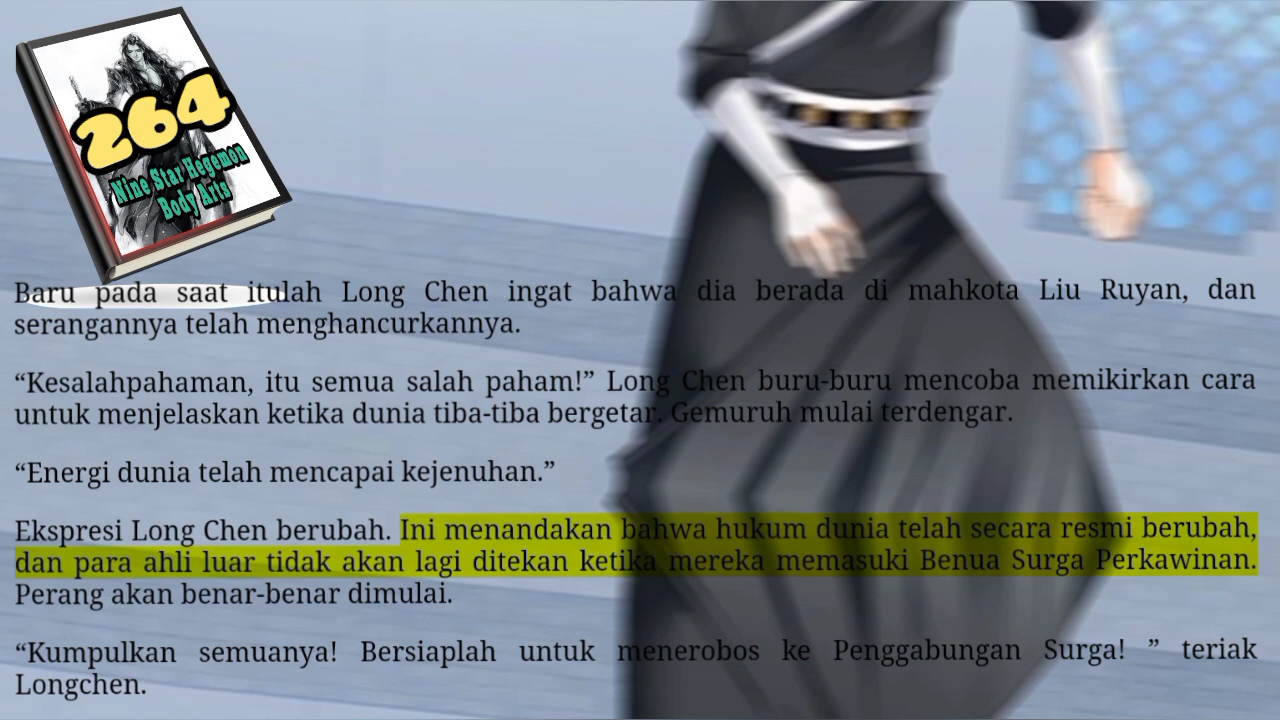 264
Nine Star Hegemon
Body Arts
Baru pada saat itulah Long Chen ingat bahwa dia berada di mahkota Liu Ruyan, dan
serangannya telah menghancurkannya.
“Kesalahpahaman, itu semua salah paham!” Long Chen buru-buru mencoba memikirkan cara
untuk menjelaskan ketika dunia tiba-tiba bergetar. Gemuruh mulai terdengar.
“Energi dunia telah mencapai kejenuhan.”
Ekspresi Long Chen berubah. Ini menandakan bahwa hukum dunia telah secara resmi berubah,
dan para ahli luar tidak akan lagi ditekan ketika mereka memasuki Benua Surga Perkawinan.
Perang akan benar-benar dimulai.
“Kumpulkan semuanya! Bersiaplah untuk menerobos ke Penggabungan Surga! ” teriak
Longchen.